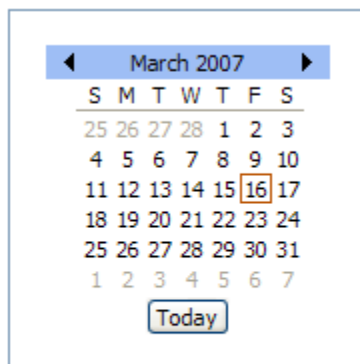 March 2007
S M T W T F S
25 26 27 28 1 2 3
4 5 6 7 8 9 10
11 12 13 14 15 16 17
18 19 20 21 22 23 24
25 26 27 28 29 30 31
1 2 3 4 5 6 7
Today